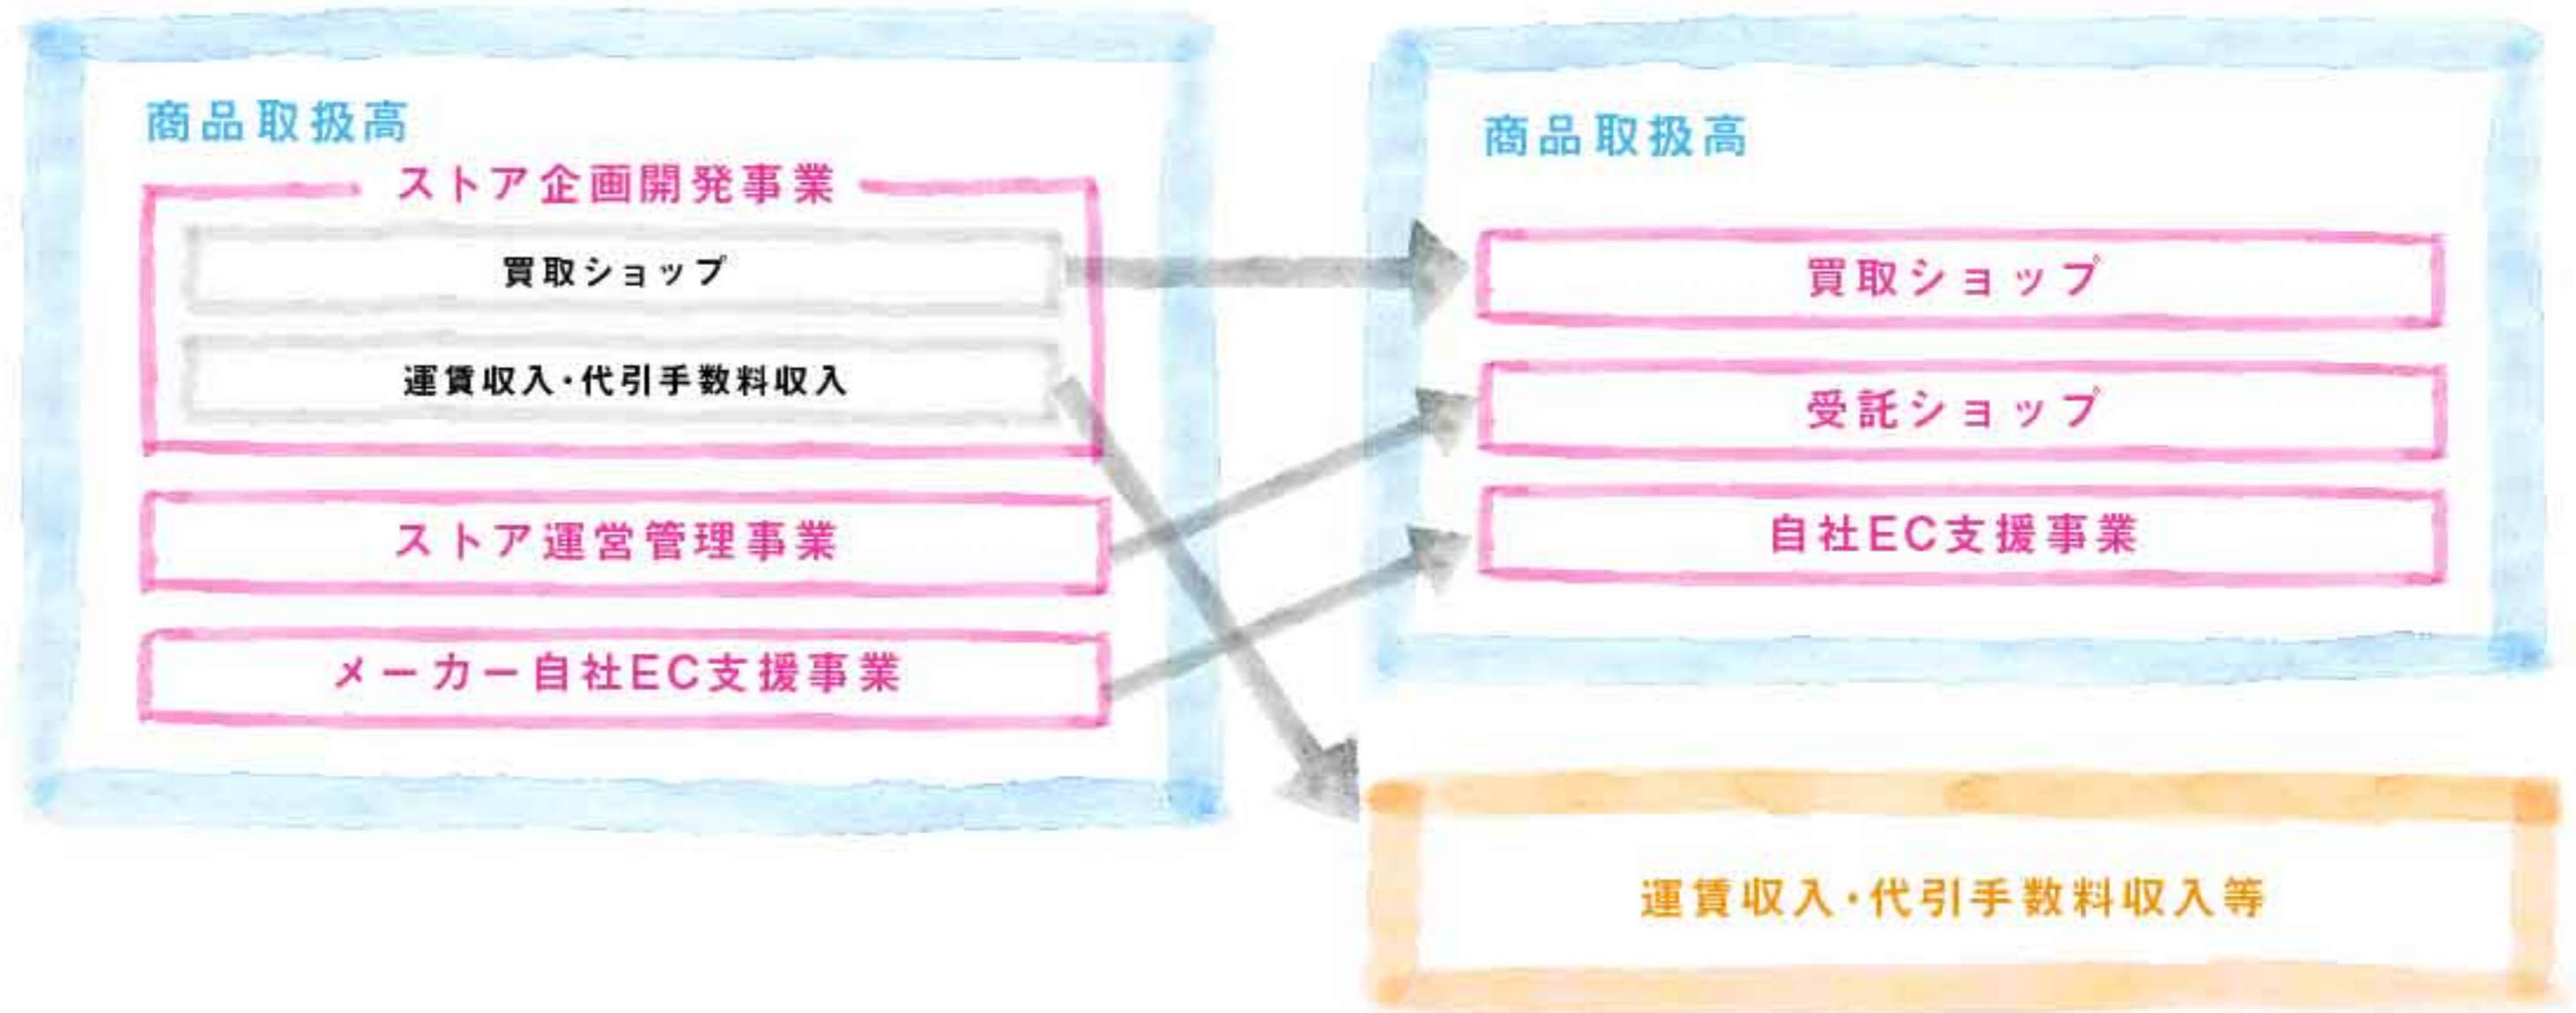 商品取扱高
ストア企画開発事業
買取ショップ
運賃収入・代引手数料収入
ストア運営管理事業
メーカー自社EC支援事業
商品取扱高
買取ショップ
受託ショップ
自社EC支援事業
運賃収入・代引手数料収入等